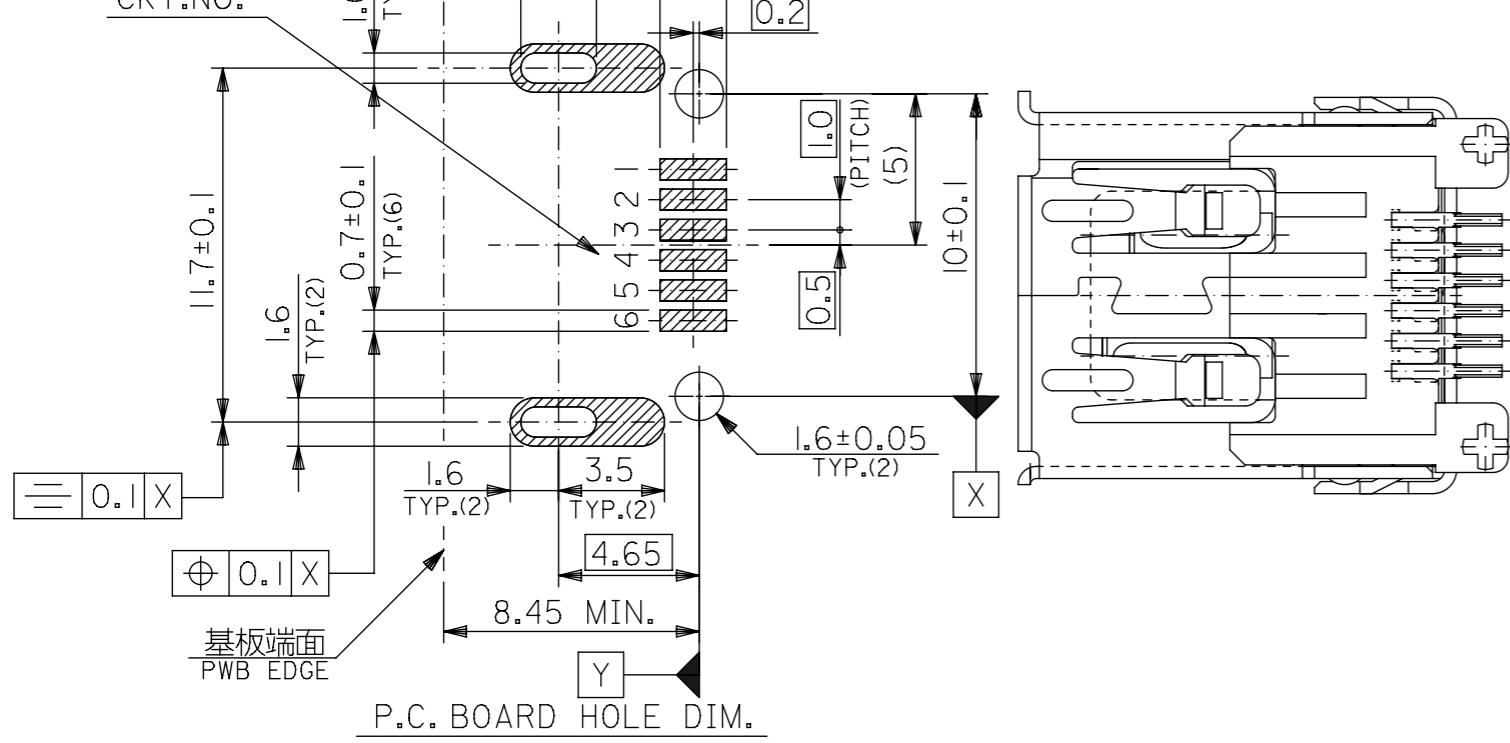 0.2
1.0
(PITCH)
(5)
10±0.1
0.5
1
2
3
4
5
6
11.7±0.1
0.7±0.1
TYP.(6)
1.6
TYP.(2)
1.6±0.05
TYP.(2)
1.6
TYP.(2)
3.5
TYP.(2)
X
0.1 X
4.65
0.1 X
8.45 MIN.
基板端面
PWB EDGE
Y
P.C. BOARD HOLE DIM.